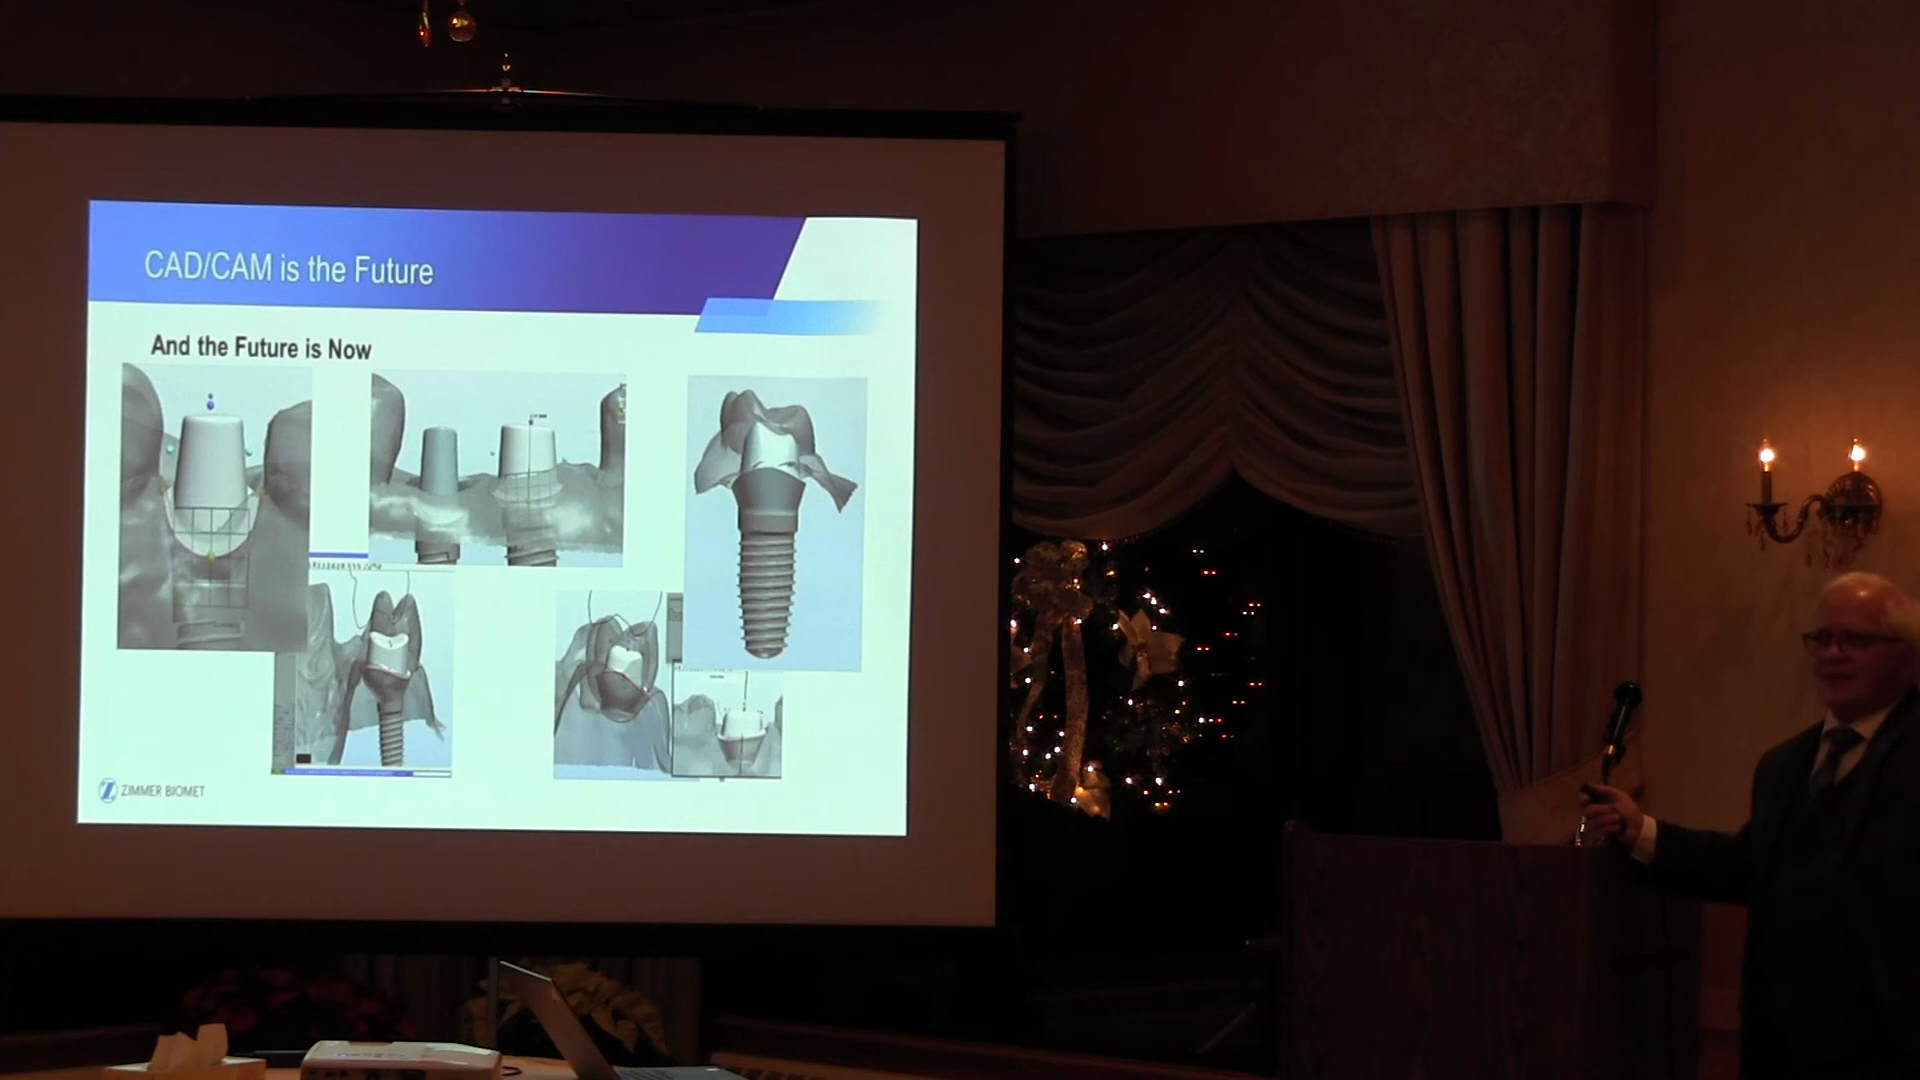 CAD/CAM is the Future
And the Future is Now
ZIMMER BIOMET